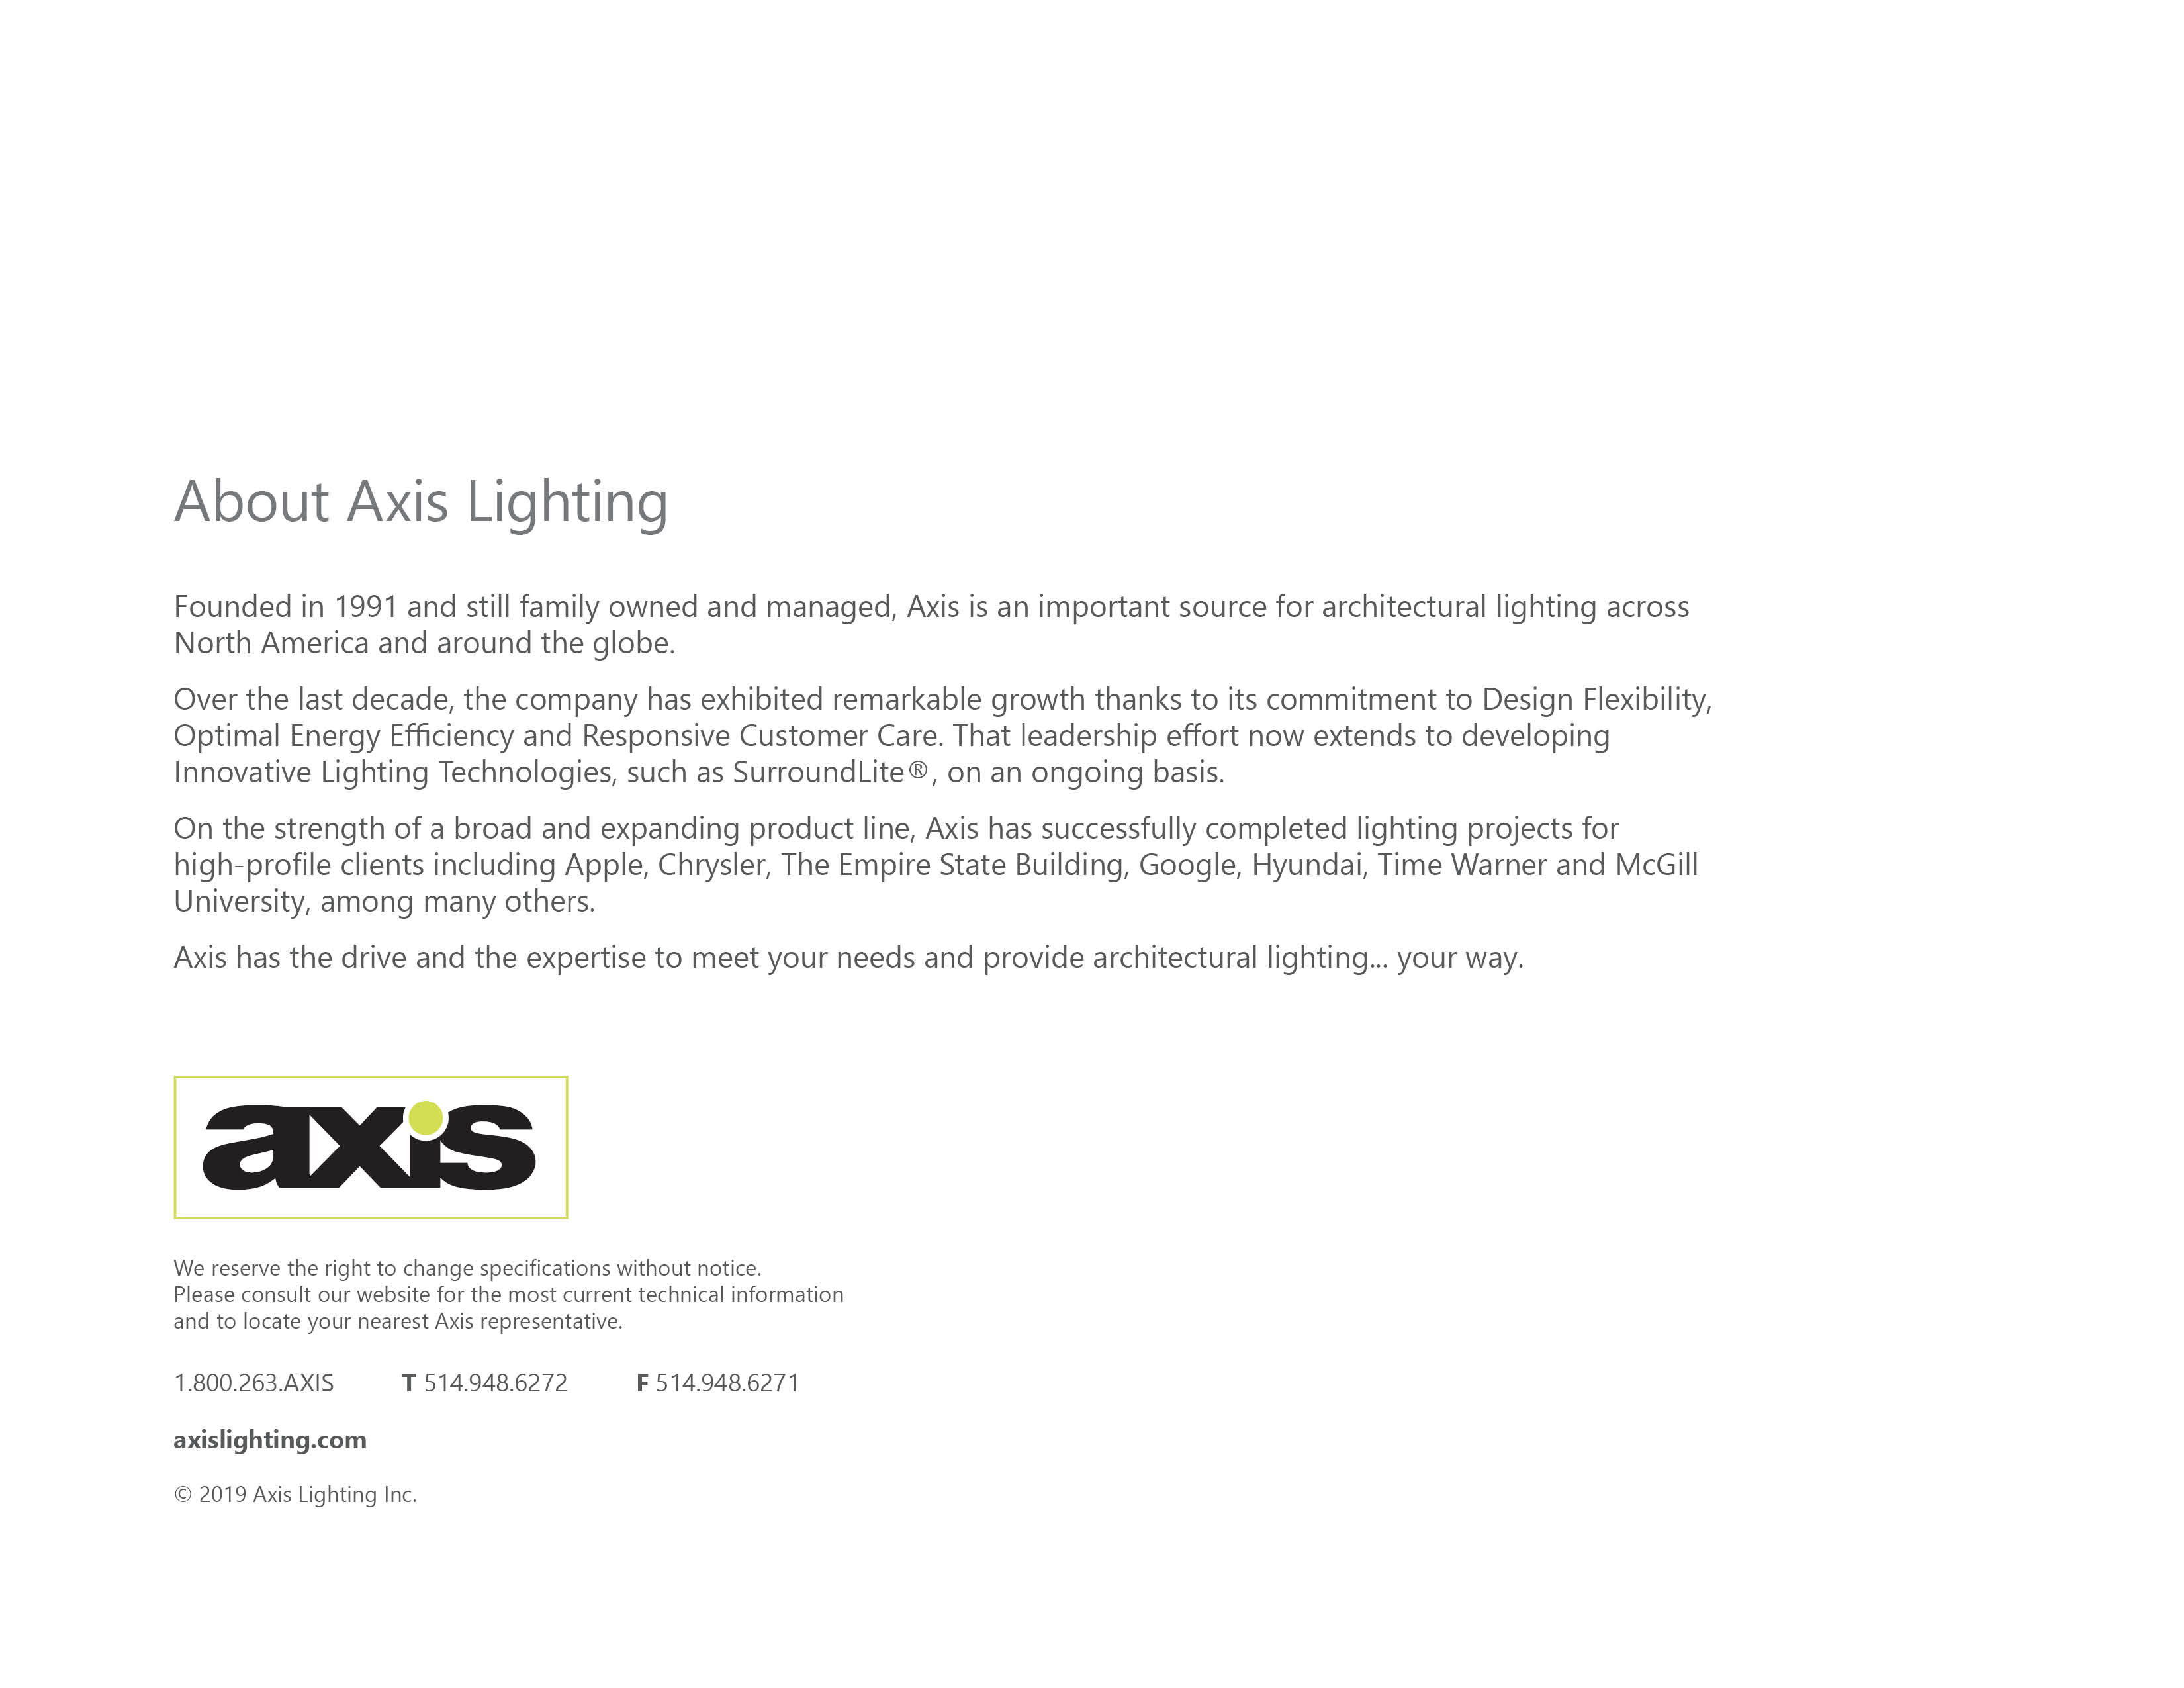 About Axis Lighting
Founded in 1991 and still family owned and managed, Axis is an important source for architectural lighting across
North America and around the globe.
Over the last decade, the company has exhibited remarkable growth thanks to its commitment to Design Flexibility,
Optimal Energy Efficiency and Responsive Customer Care. That leadership effort now extends to developing
Innovative Lighting Technologies, such as SurroundLite®, on an ongoing basis.
On the strength of a broad and expanding product line, Axis has successfully completed lighting projects for
high-profile clients including Apple, Chrysler, The Empire State Building, Google, Hyundai, Time Warner and McGill
University, among many others.
Axis has the drive and the expertise to meet your needs and provide architectural lighting... your way.
axis
We reserve the right to change specifications without notice.
Please consult our website for the most current technical information
and to locate your nearest Axis representative.
1.800.263.AXIS T 514.948.6272 F 514.948.6271
axislighting.com
© 2019 Axis Lighting Inc.